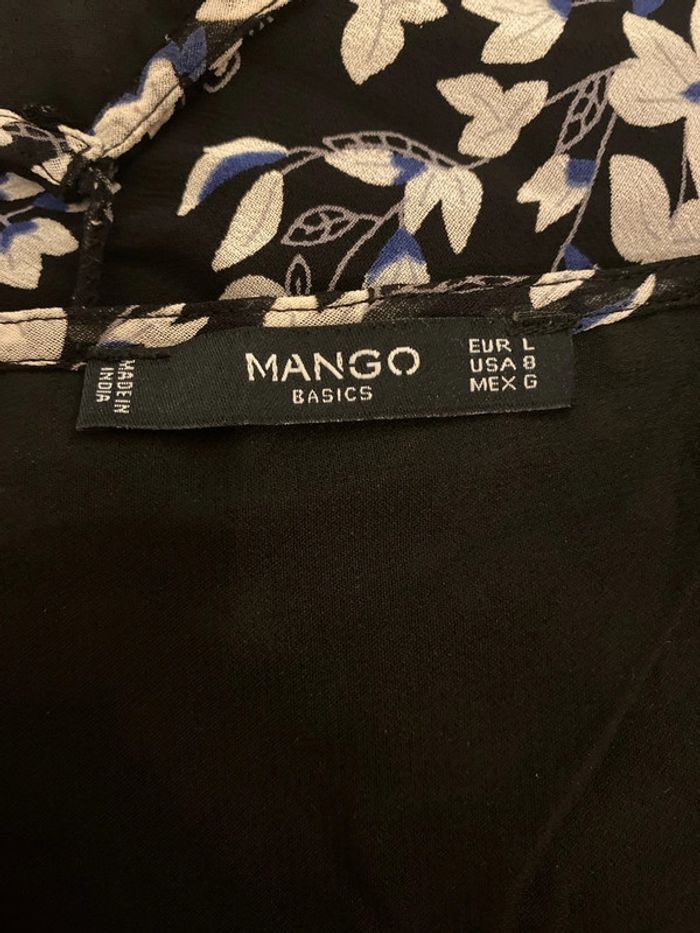 MADE IN
INDIA
MANGO
BASICS
EUR L
USA 8
MEX G